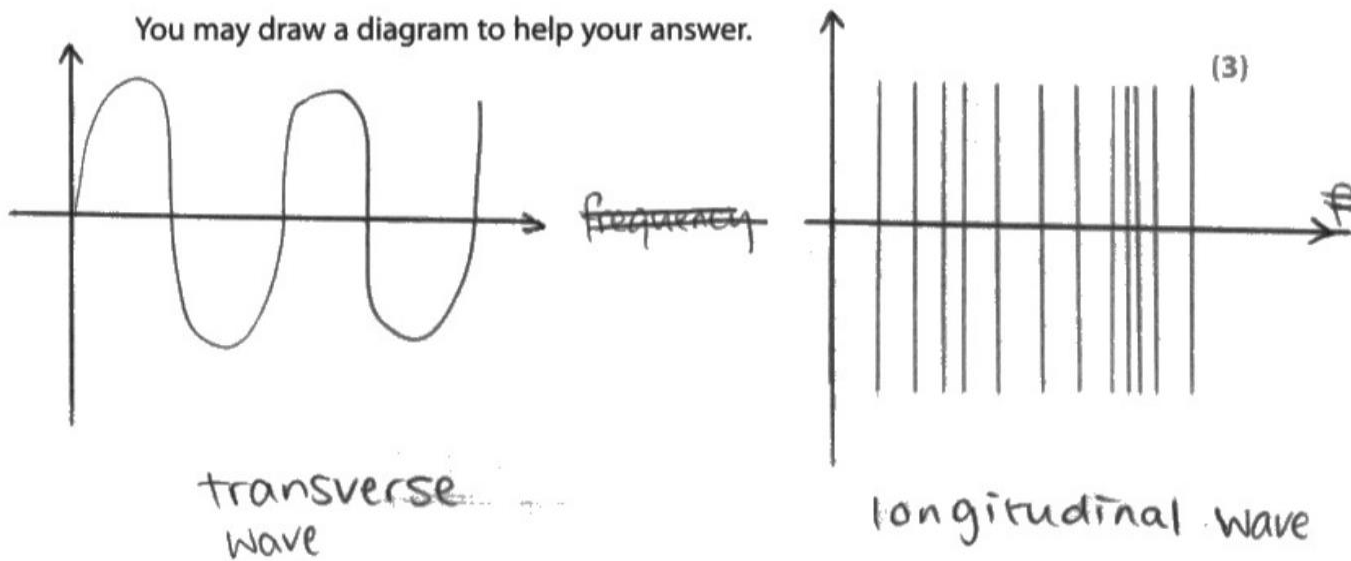 You may draw a diagram to help your answer.
(3)
frequency
transverse
wave
longitudinal wave